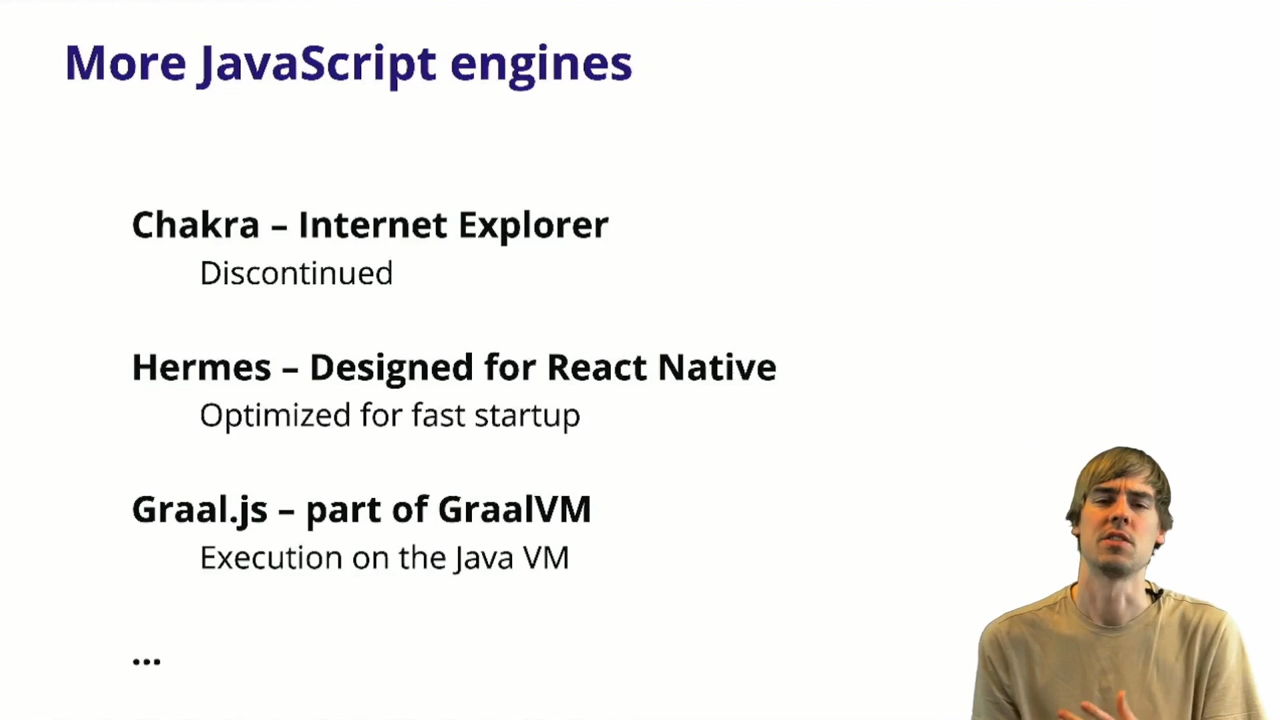 More JavaScript engines
Chakra – Internet Explorer
Discontinued
Hermes – Designed for React Native
Optimized for fast startup
Graal.js – part of GraalVM
Execution on the Java VM
...